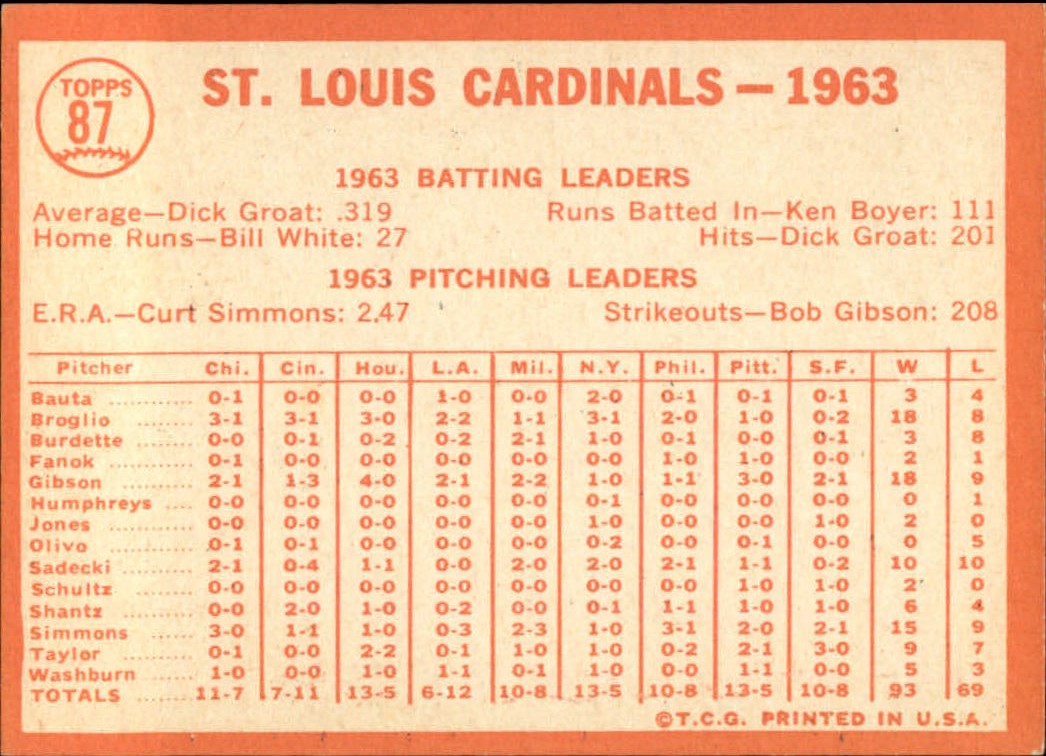 TOPPS
87
ST. LOUIS CARDINALS — 1963
1963 BATTING LEADERS
Average—Dick Groat: .319 Runs Batted In—Ken Boyer: 111
Home Runs—Bill White: 27 Hits—Dick Groat: 201
1963 PITCHING LEADERS
E.R.A.—Curt Simmons: 2.47 Strikeouts—Bob Gibson: 208
Pitcher Chi. Cin. Hou. L.A. Mil. N.Y. Phil. Pitt. S.F. W L
Bauta .......... 0-1 0-0 0-0 1-0 0-0 2-0 0-1 0-1 0-1 3 4
Broglio ........ 3-1 3-1 3-0 2-2 1-1 3-1 2-0 1-0 0-2 18 8
Burdette ....... 0-0 0-1 0-2 0-2 2-1 1-0 0-1 0-0 0-1 3 8
Fanok ............ 0-1 0-0 0-0 0-0 0-0 0-0 1-0 1-0 0-0 2 1
Gibson .......... 2-1 1-3 4-0 2-1 2-2 1-0 1-1 3-0 2-1 18 9
Humphreys .... 0-0 0-0 0-0 0-0 0-0 0-1 0-0 0-0 0-0 0 1
Jones ............ 0-0 0-0 0-0 0-0 0-0 1-0 0-0 0-0 1-0 2 0
Olivo ............ 0-1 0-1 0-0 0-0 0-0 0-2 0-0 0-1 0-0 0 5
Sadecki .......... 2-1 0-4 1-1 0-0 2-0 2-0 2-1 1-1 0-2 10 10
Schultz .......... 0-0 0-0 0-0 0-0 0-0 0-0 0-0 1-0 1-0 2 0
Shantz .......... 0-0 2-0 1-0 0-2 0-0 0-1 1-1 1-0 1-0 6 4
Simmons ...... 3-0 1-1 1-0 0-3 2-3 1-0 3-1 2-0 2-1 15 9
Taylor .......... 0-1 0-0 2-2 0-1 1-0 1-0 0-2 2-1 3-0 9 7
Washburn ...... 1-0 0-0 1-0 1-1 0-1 1-0 0-0 1-1 0-0 5 3
TOTALS ......... 11-7 7-11 13-5 6-12 10-8 13-5 10-8 13-5 10-8 93 69
©T.C.G. PRINTED IN U.S.A.